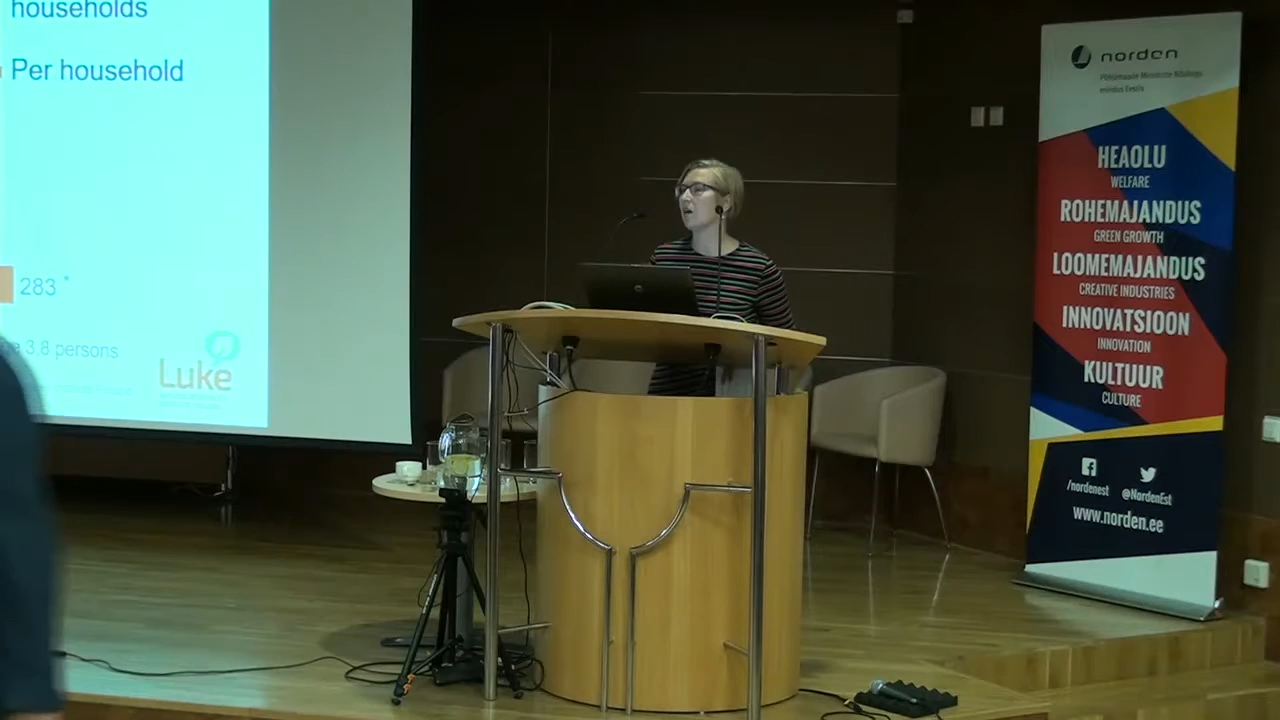 households
Per household
283 *
3,8 persons
Luke
norden
Põhjamaade Ministrite Nõukogu
esindus Eestis
HEAOLU
WELFARE
ROHEMAJANDUS
GREEN GROWTH
LOOMEMAJANDUS
CREATIVE INDUSTRIES
INNOVATSIOON
INNOVATION
KULTUUR
CULTURE
/nordenest
@NordenEst
www.norden.ee
hp